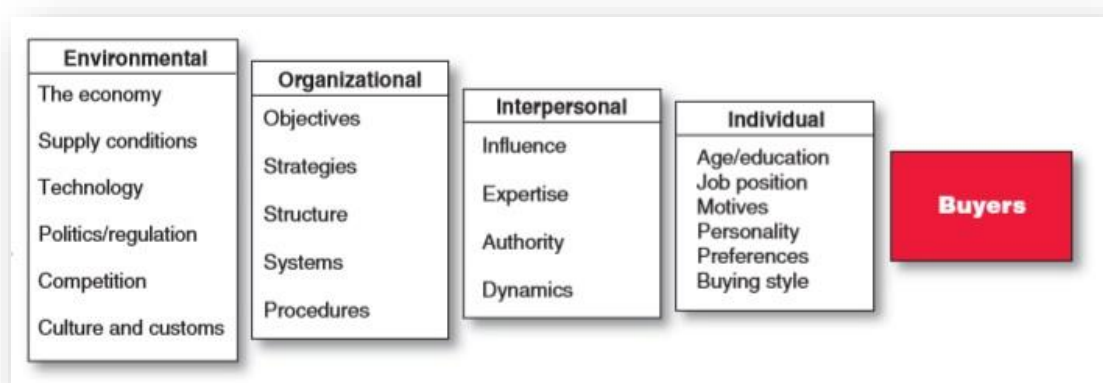 Environmental
The economy
Supply conditions
Technology
Politics/regulation
Competition
Culture and customs
Organizational
Objectives
Strategies
Structure
Systems
Procedures
Interpersonal
Influence
Expertise
Authority
Dynamics
Individual
Age/education
Job position
Motives
Personality
Preferences
Buying style
Buyers